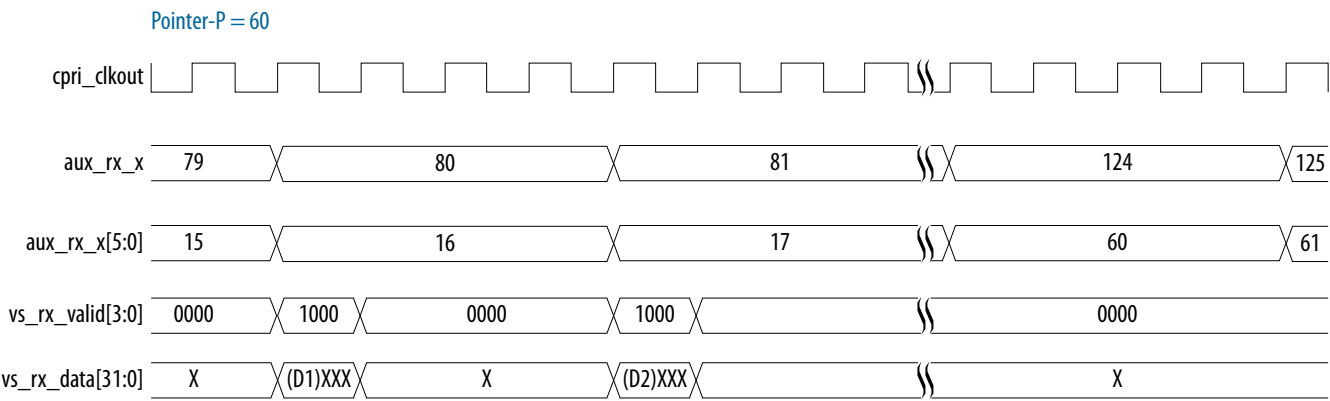 Pointer-P = 60
cpri_clkout
aux_rx_x 79 80 81 124 125
aux_rx_x[5:0] 15 16 17 60 61
vs_rx_valid[3:0] 0000 1000 0000 1000 0000
vs_rx_data[31:0] X (D1)XXX X (D2)XXX X